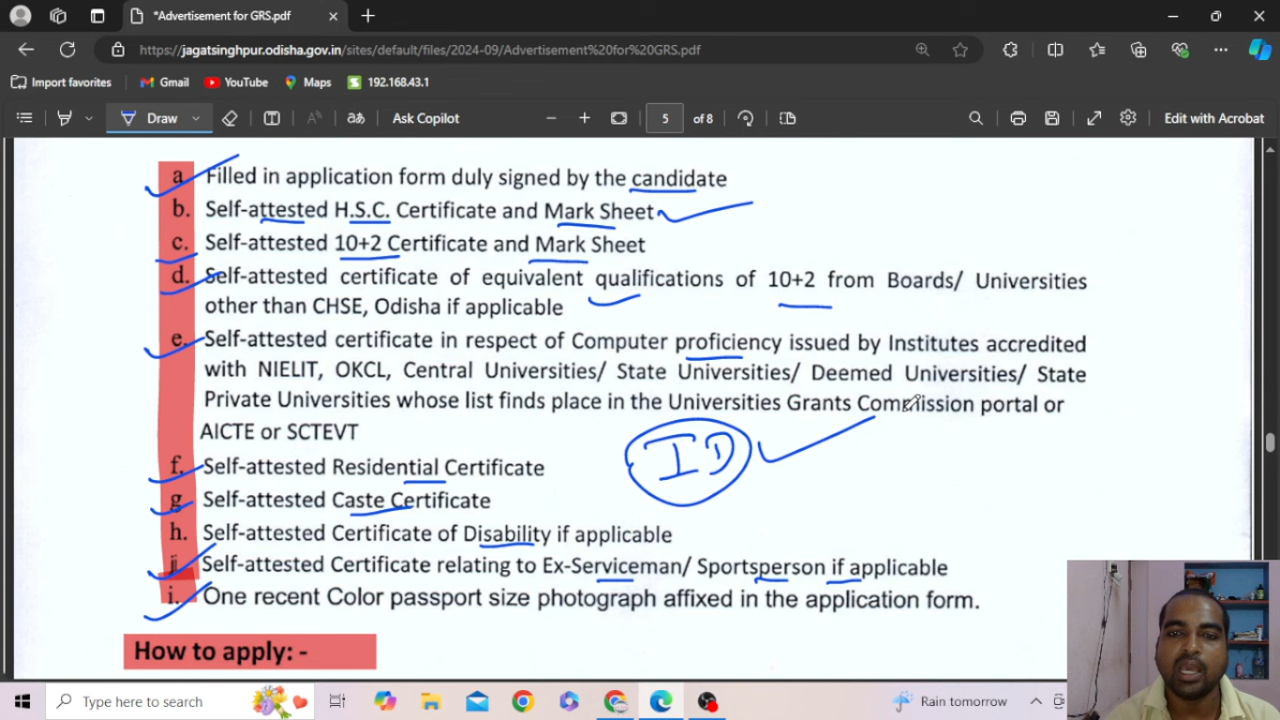 *Advertisement for GRS.pdf
https://jagatsinghpur.odisha.gov.in/sites/default/files/2024-09/Advertisement%20for%20GRS.pdf
Import favorites Gmail YouTube Maps S 192.168.43.1
Draw aあ Ask Copilot 5 of 8 Edit with Acrobat
a Filled in application form duly signed by the candidate
b. Self-attested H.S.C. Certificate and Mark Sheet
c. Self-attested 10+2 Certificate and Mark Sheet
d. Self-attested certificate of equivalent qualifications of 10+2 from Boards/ Universities
other than CHSE, Odisha if applicable
e. Self-attested certificate in respect of Computer proficiency issued by Institutes accredited
with NIELIT, OKCL, Central Universities/ State Universities/ Deemed Universities/ State
Private Universities whose list finds place in the Universities Grants Commission portal or
AICTE or SCTEVT
ID
f. Self-attested Residential Certificate
g Self-attested Caste Certificate
h. Self-attested Certificate of Disability if applicable
j Self-attested Certificate relating to Ex-Serviceman/ Sportsperson if applicable
i. One recent Color passport size photograph affixed in the application form.
How to apply: -
Type here to search Rain tomorrow